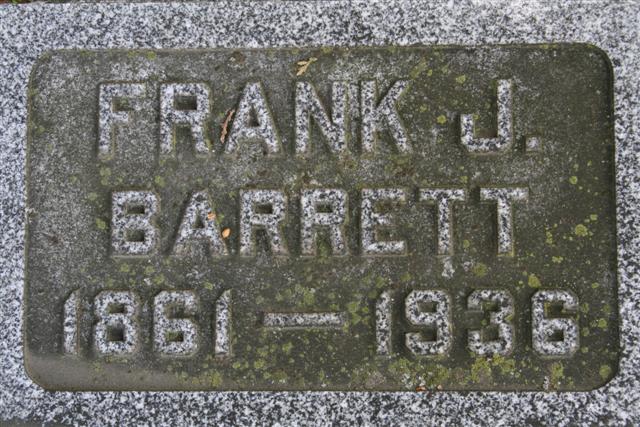 FRANK J.
BARRETT
1861 — 1936